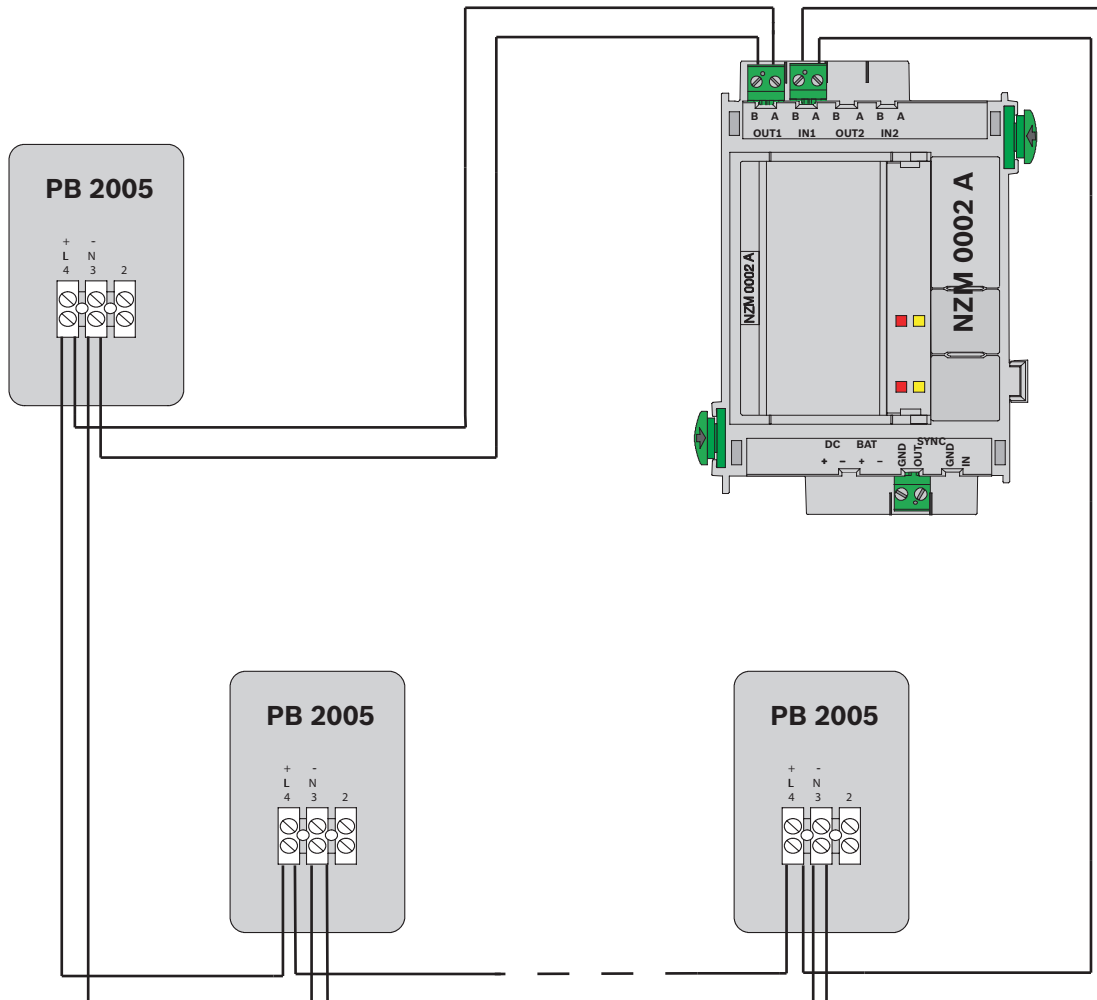 B A B A B A B A
OUT1 IN1 OUT2 IN2
PB 2005
+ -
L N
4 3 2
NZM 0002 A
NZM 0002 A
DC BAT SYNC
+ - + - GND OUT GND IN
PB 2005
+ -
L N
4 3 2
PB 2005
+ -
L N
4 3 2